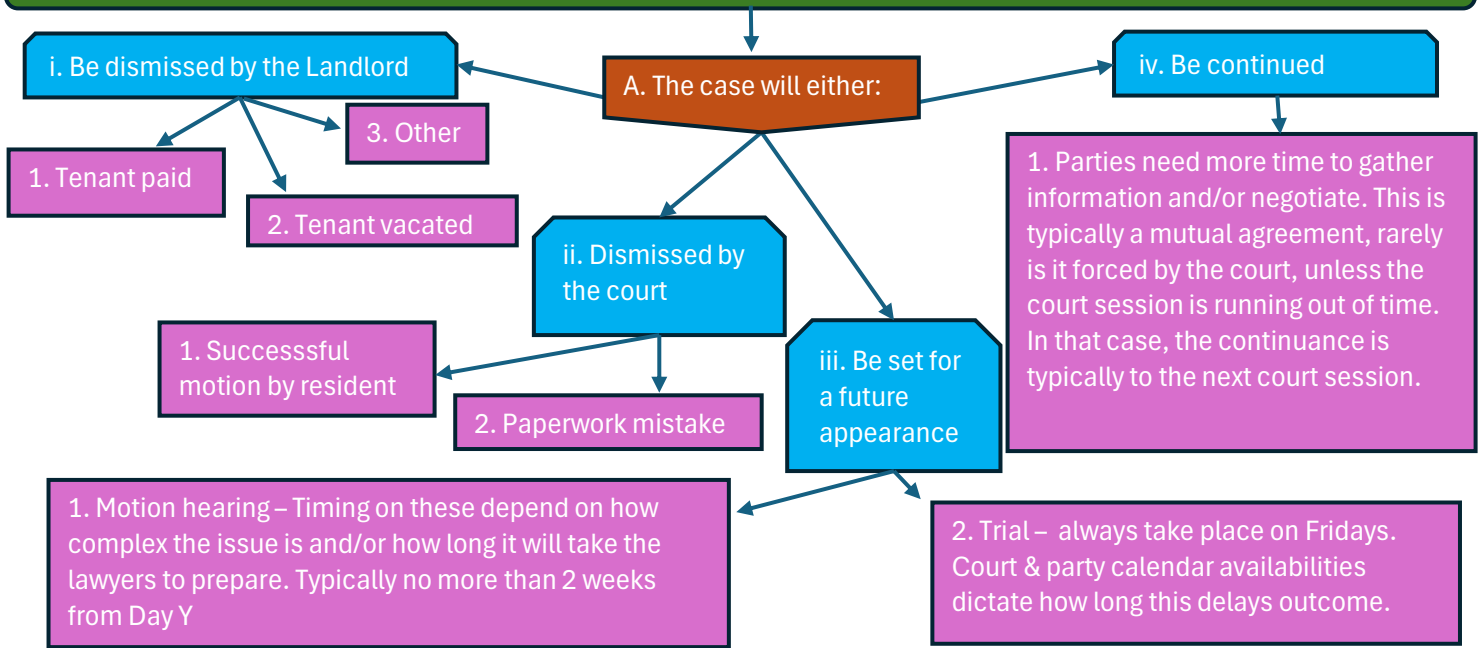 A. The case will either:
i. Be dismissed by the Landlord
1. Tenant paid
2. Tenant vacated
3. Other
ii. Dismissed by
the court
1. Successsful
motion by resident
2. Paperwork mistake
iii. Be set for
a future
appearance
1. Motion hearing – Timing on these depend on how
complex the issue is and/or how long it will take the
lawyers to prepare. Typically no more than 2 weeks
from Day Y
2. Trial –  always take place on Fridays.
Court & party calendar availabilities
dictate how long this delays outcome.
iv. Be continued
1. Parties need more time to gather
information and/or negotiate. This is
typically a mutual agreement, rarely
is it forced by the court, unless the
court session is running out of time.
In that case, the continuance is
typically to the next court session.